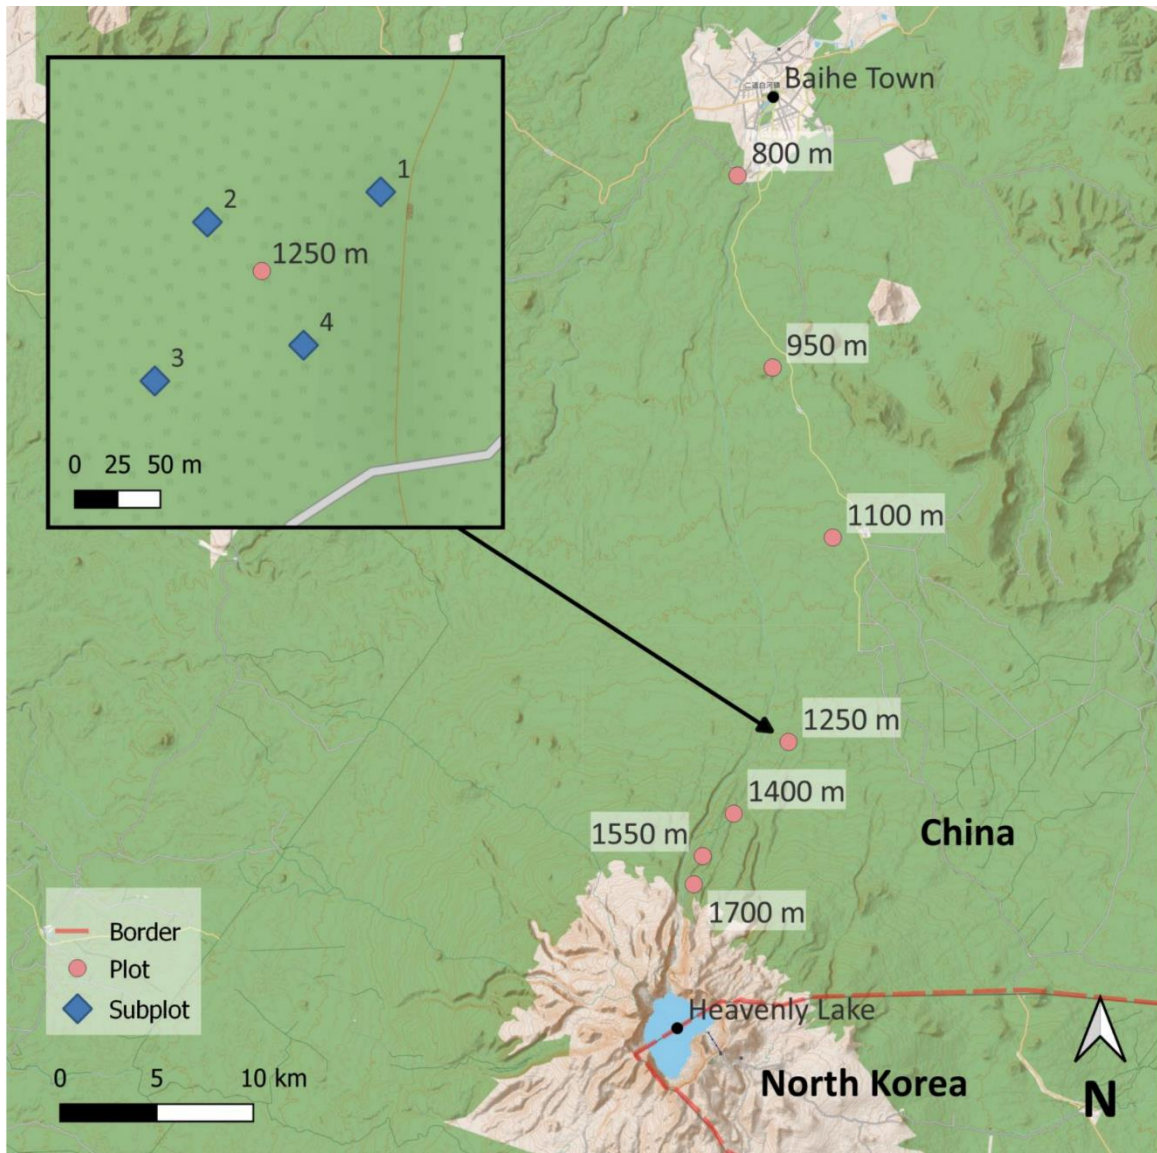 Baihe Town
800 m
1
2
1250 m
4
3
0 25 50 m
950 m
1100 m
1250 m
1400 m
1550 m
1700 m
China
Border
Plot
Subplot
Heavenly Lake
0 5 10 km
North Korea
N